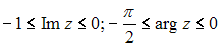 −1 ≤ Im z ≤ 0; −π/2 ≤ arg z ≤ 0